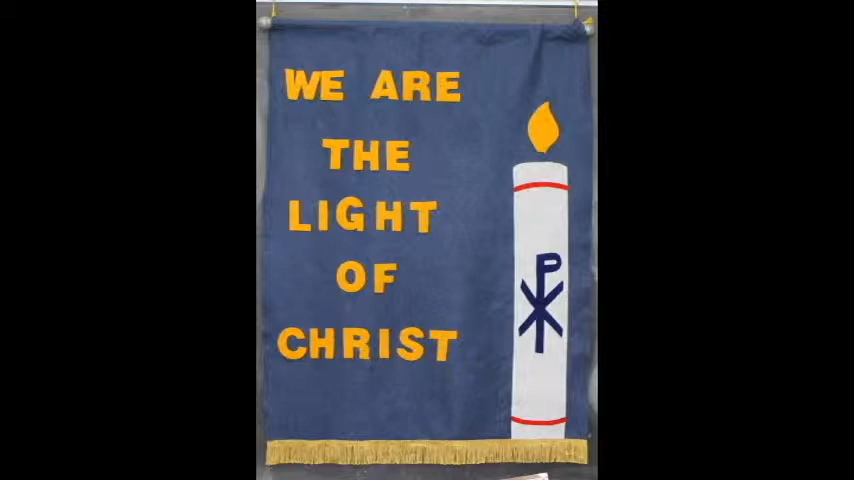 WE ARE
THE
LIGHT
OF
CHRIST